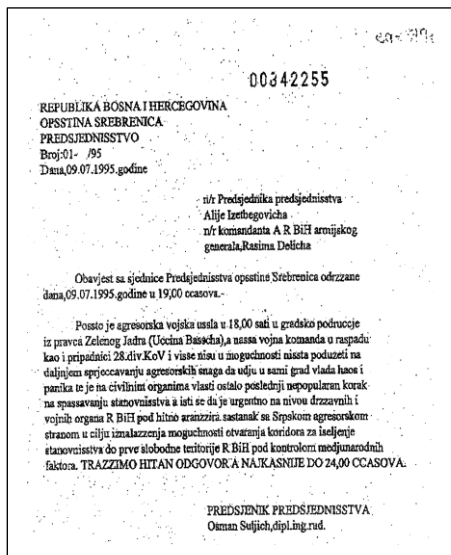 00342255
REPUBLIKA BOSNA I HERCEGOVINA
OPSSTINA SREBRENICA
PREDSJEDNISSTVO
Broj:01- /95
Dana,09.07.1995.godine
n/r Predsjednika predsjednisstva
Alije Izetbegovicha
n/r komandanta A R BiH armijskog
generala,Rasima Delicha
Obavjest sa sjednice Predsjednisstva opsstine Srebrenica odrzzane
dana,09.07.1995.godine u 19,00 ccasova.-
Possto je agresorska vojska ussla u 18,00 sati u gradsko podruccje
iz pravca Zelenog Jadra (Uccina Bascha),a nassa vojna komanda u raspadu
kao i pripadnici 28.div.KoV i visse nisu u moguchnosti nissta poduzeti na
daljnjem sprjeccavanju agresorskih snaga da udju u sami grad vlada haos i
panika te je na civilnim organima vlasti ostalo poslednji nepopularan korak
na spassavanju stanovnisstva a isti se da je urgentno na nivou drzzavnih i
vojnih organa R BiH pod hitno aranzzira sastanak sa Srpskom agresorskom
stranom u cilju iznalazzenja moguchnosti otvaranja koridora za iseljenje
stanovnisstva do prve slobodne teritorije R BiH pod kontrolom medjunarodnih
faktora. TRAZZIMO HITAN ODGOVOR A NAJKASNIJE DO 24,00 CCASOVA.
PREDSJENIK PREDSJEDNISSTVA
Osman Suljich,dipl.ing.rud.